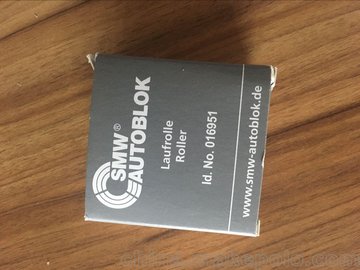 SMW®
AUTOBLOK
Laufrolle
Roller
Id. No. 016951
www.smw-autoblok.de